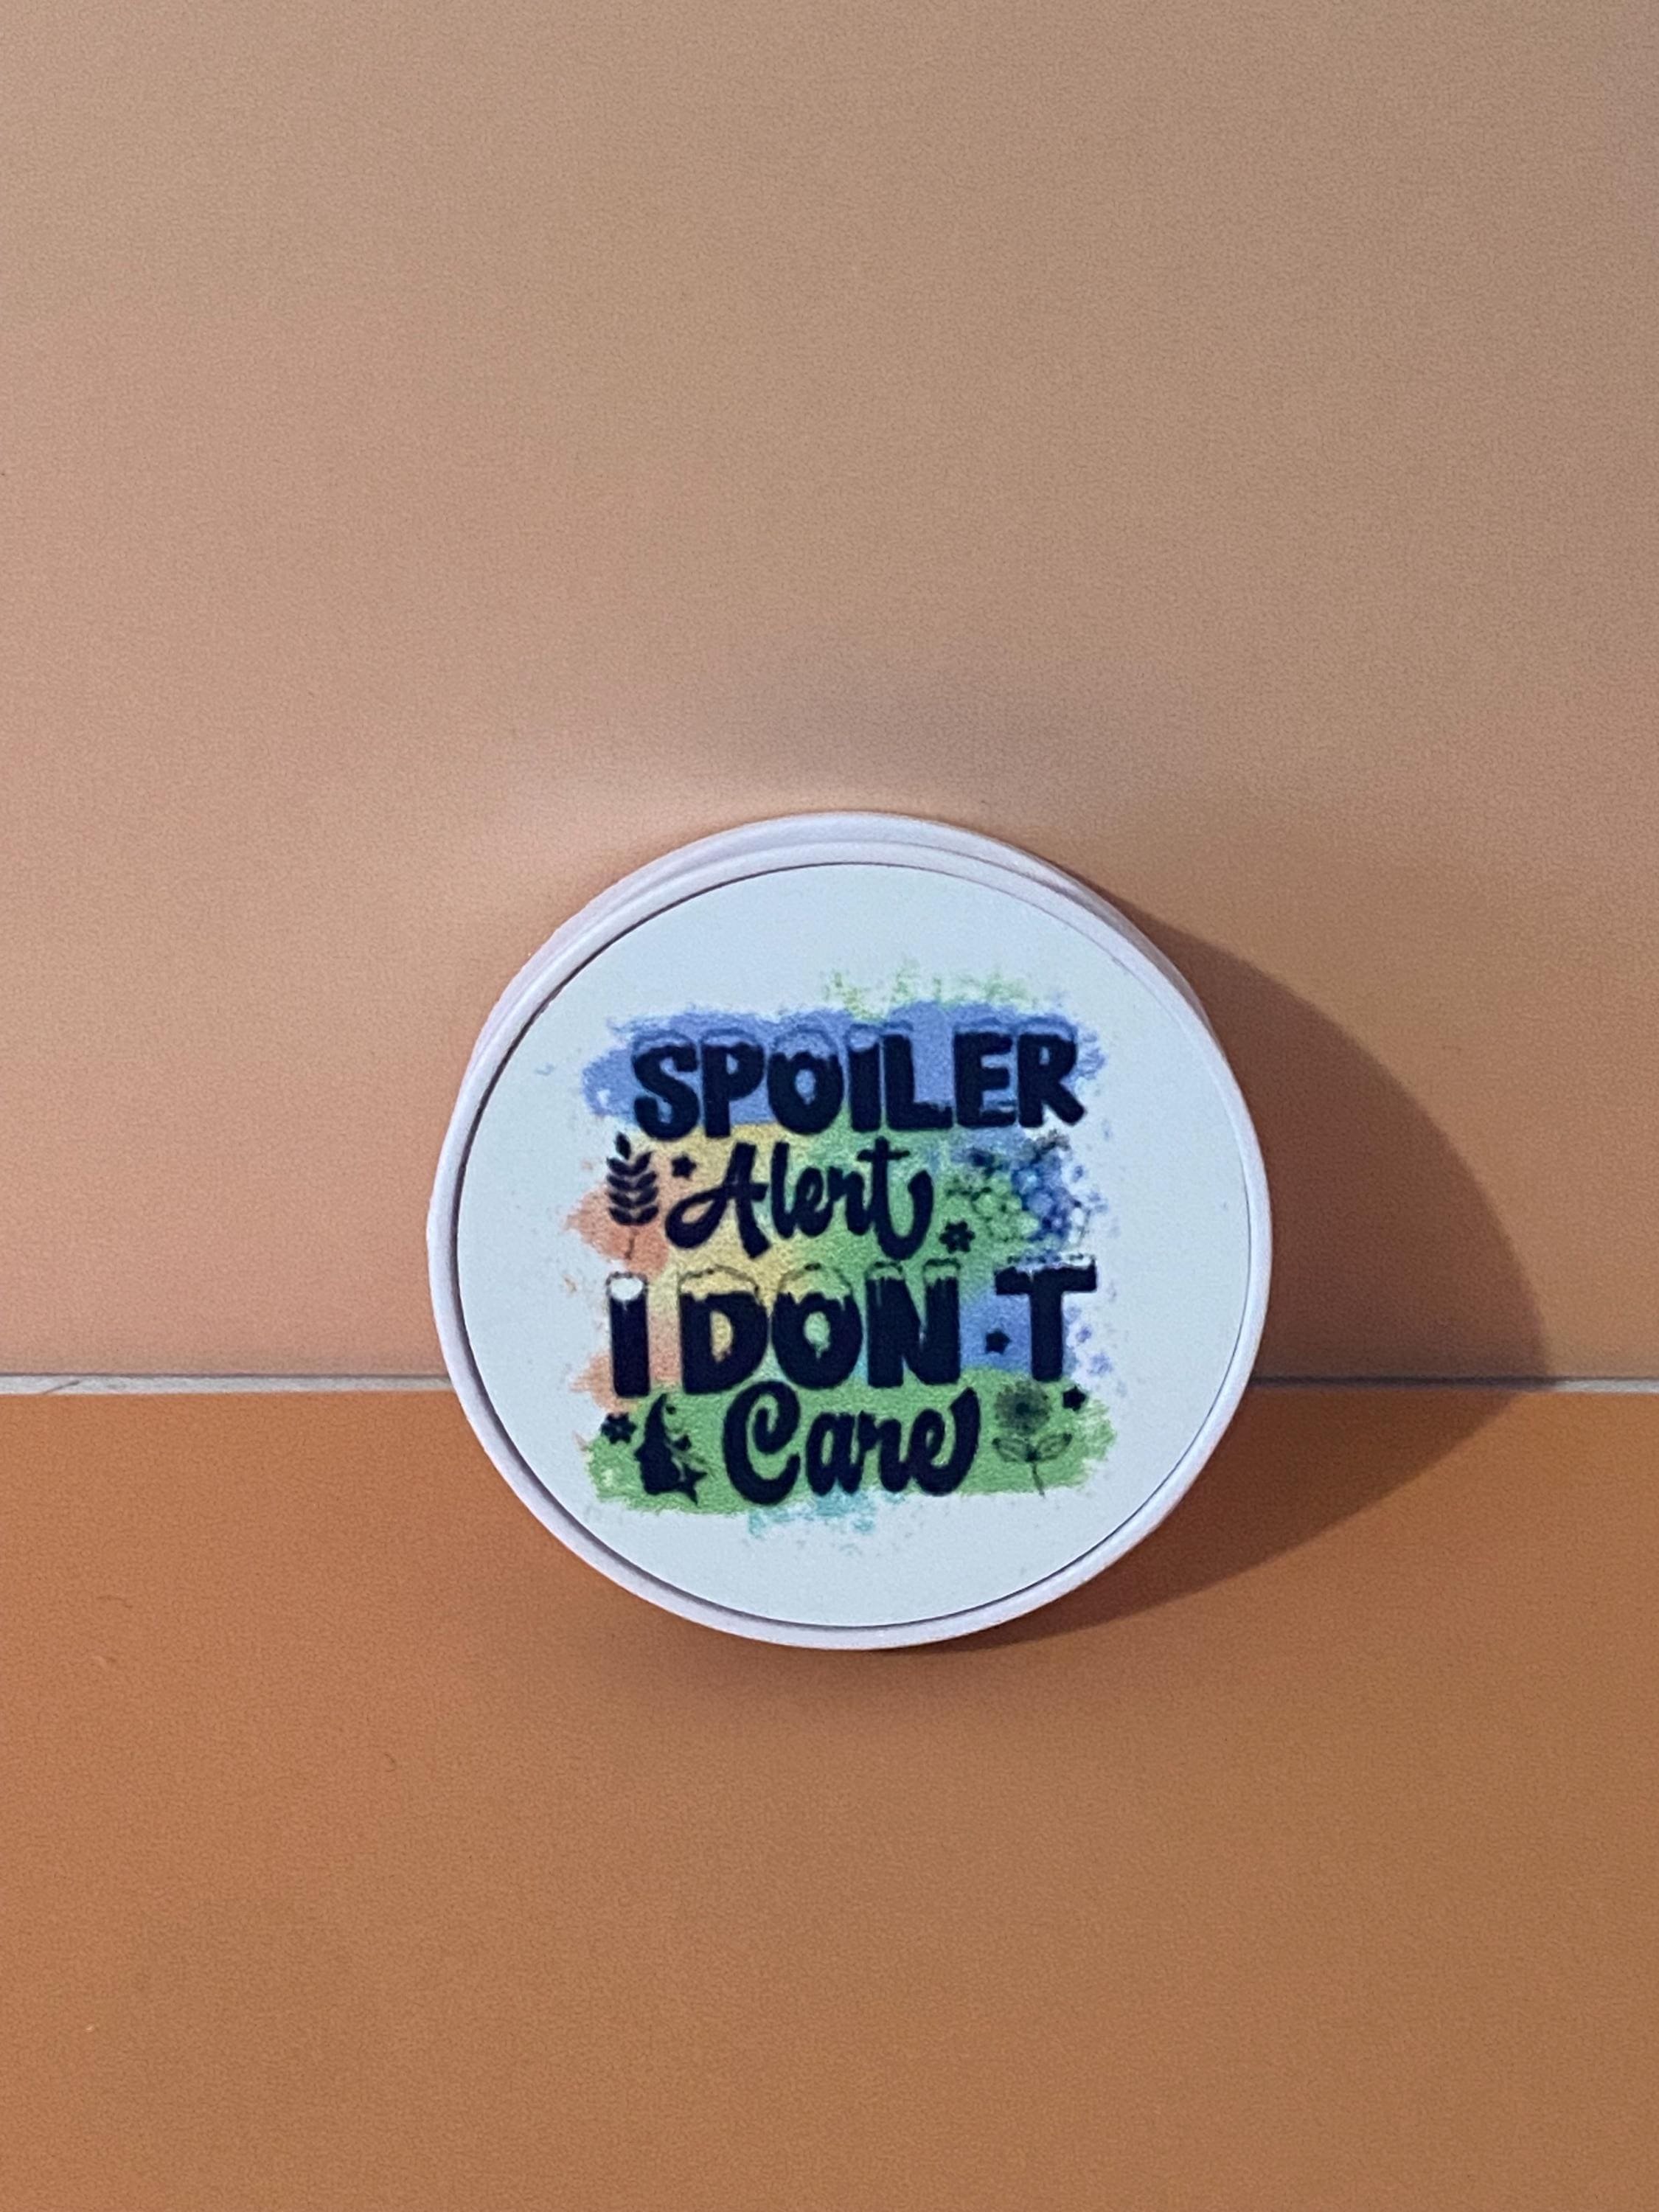 SPOILER
Alert
I DON T
Care